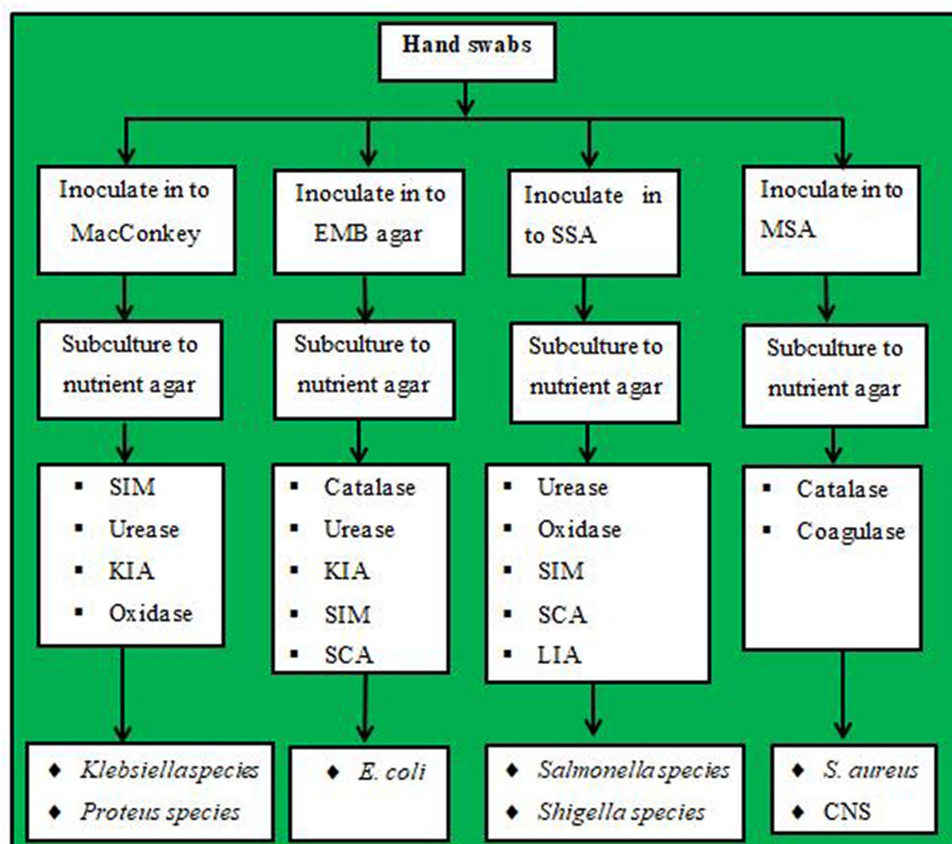 Hand swabs
Inoculate in to
MacConkey
Inoculate in to
EMB agar
Inoculate in
to SSA
Inoculate in to
MSA
Subculture to
nutrient agar
Subculture to
nutrient agar
Subculture to
nutrient agar
Subculture to
nutrient agar
▪ SIM
▪ Urease
▪ KIA
▪ Oxidase
▪ Catalase
▪ Urease
▪ KIA
▪ SIM
▪ SCA
▪ Urease
▪ Oxidase
▪ SIM
▪ SCA
▪ LIA
▪ Catalase
▪ Coagulase
♦ Klebsiella species
♦ Proteus species
♦ E. coli
♦ Salmonella species
♦ Shigella species
♦ S. aureus
♦ CNS